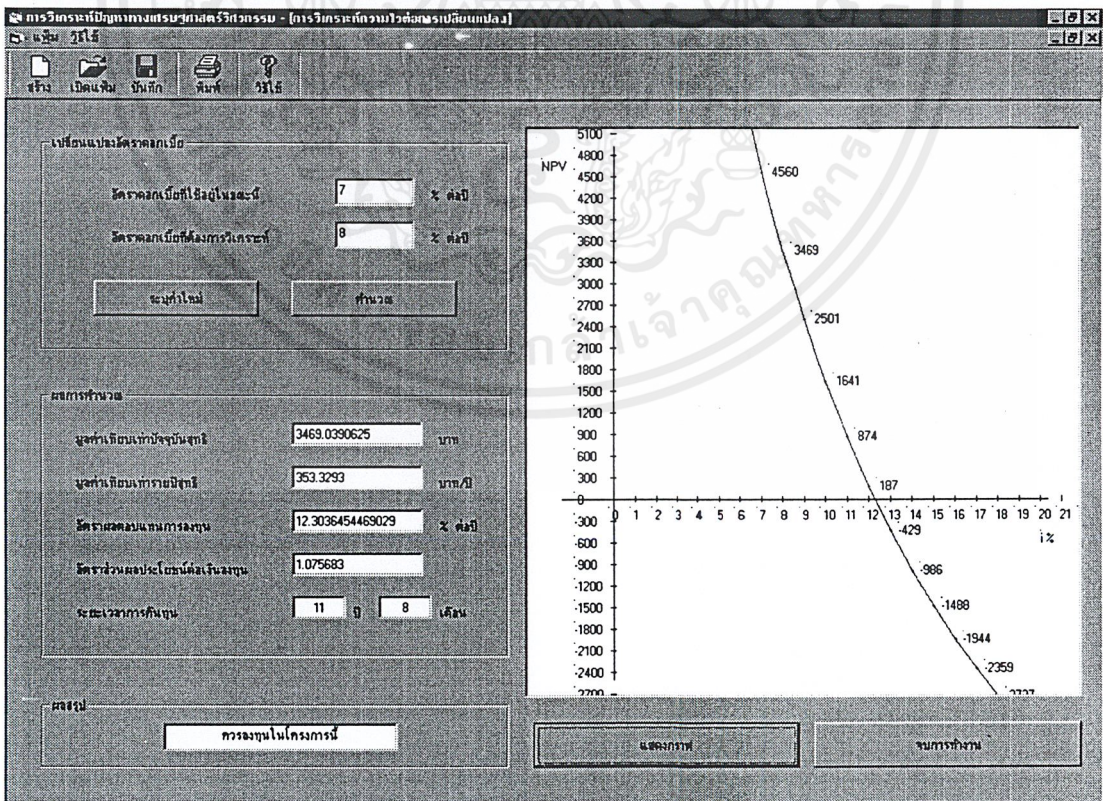 การวิเคราะห์ปัญหาทางเศรษฐศาสตร์วิศวกรรม - [การวิเคราะห์ความไวต่อการเปลี่ยนแปลง]
แฟ้ม วิธีใช้
สร้าง เปิดแฟ้ม บันทึก พิมพ์ วิธีใช้
เปลี่ยนแปลงอัตราดอกเบี้ย
อัตราดอกเบี้ยที่ใช้อยู่ในขณะนี้ 7 % ต่อปี
อัตราดอกเบี้ยที่ต้องการวิเคราะห์ 8 % ต่อปี
ระบุค่าใหม่ คำนวณ
ผลการคำนวณ
มูลค่าเทียบเท่าปัจจุบันสุทธิ 3469.0390625 บาท
มูลค่าเทียบเท่ารายปีสุทธิ 353.3293 บาท/ปี
อัตราผลตอบแทนการลงทุน 12.3036454469029 % ต่อปี
อัตราส่วนผลประโยชน์ต่อเงินลงทุน 1.075683
ระยะเวลาการคืนทุน 11 ปี 8 เดือน
ผลสรุป
ควรลงทุนในโครงการนี้
NPV
5100
4800
4500
4200
3900
3600
3300
3000
2700
2400
2100
1800
1500
1200
900
600
300
0
-300
-600
-900
-1200
-1500
-1800
-2100
-2400
-2700
4560
3469
2501
1641
874
187
-429
-986
-1488
-1944
-2359
-2737
0 1 2 3 4 5 6 7 8 9 10 11 12 13 14 15 16 17 18 19 20 21
i%
แสดงกราฟ จบการทำงาน